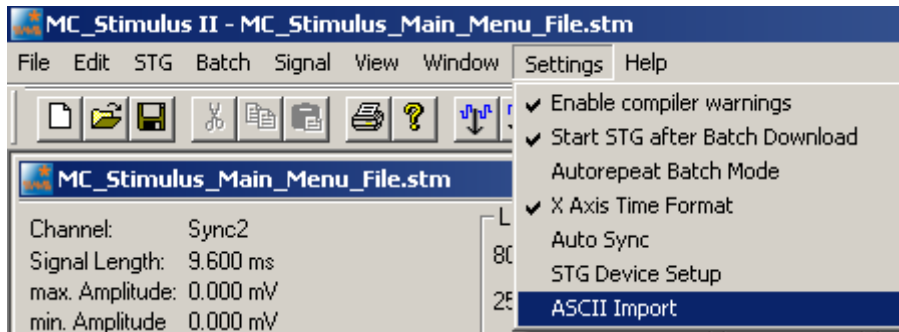 MC_Stimulus II - MC_Stimulus_Main_Menu_File.stm
File Edit STG Batch Signal View Window Settings Help
Enable compiler warnings
Start STG after Batch Download
Autorepeat Batch Mode
X Axis Time Format
Auto Sync
STG Device Setup
ASCII Import
MC_Stimulus_Main_Menu_File.stm
Channel: Sync2
Signal Length: 9.600 ms
max. Amplitude: 0.000 mV
min. Amplitude 0.000 mV